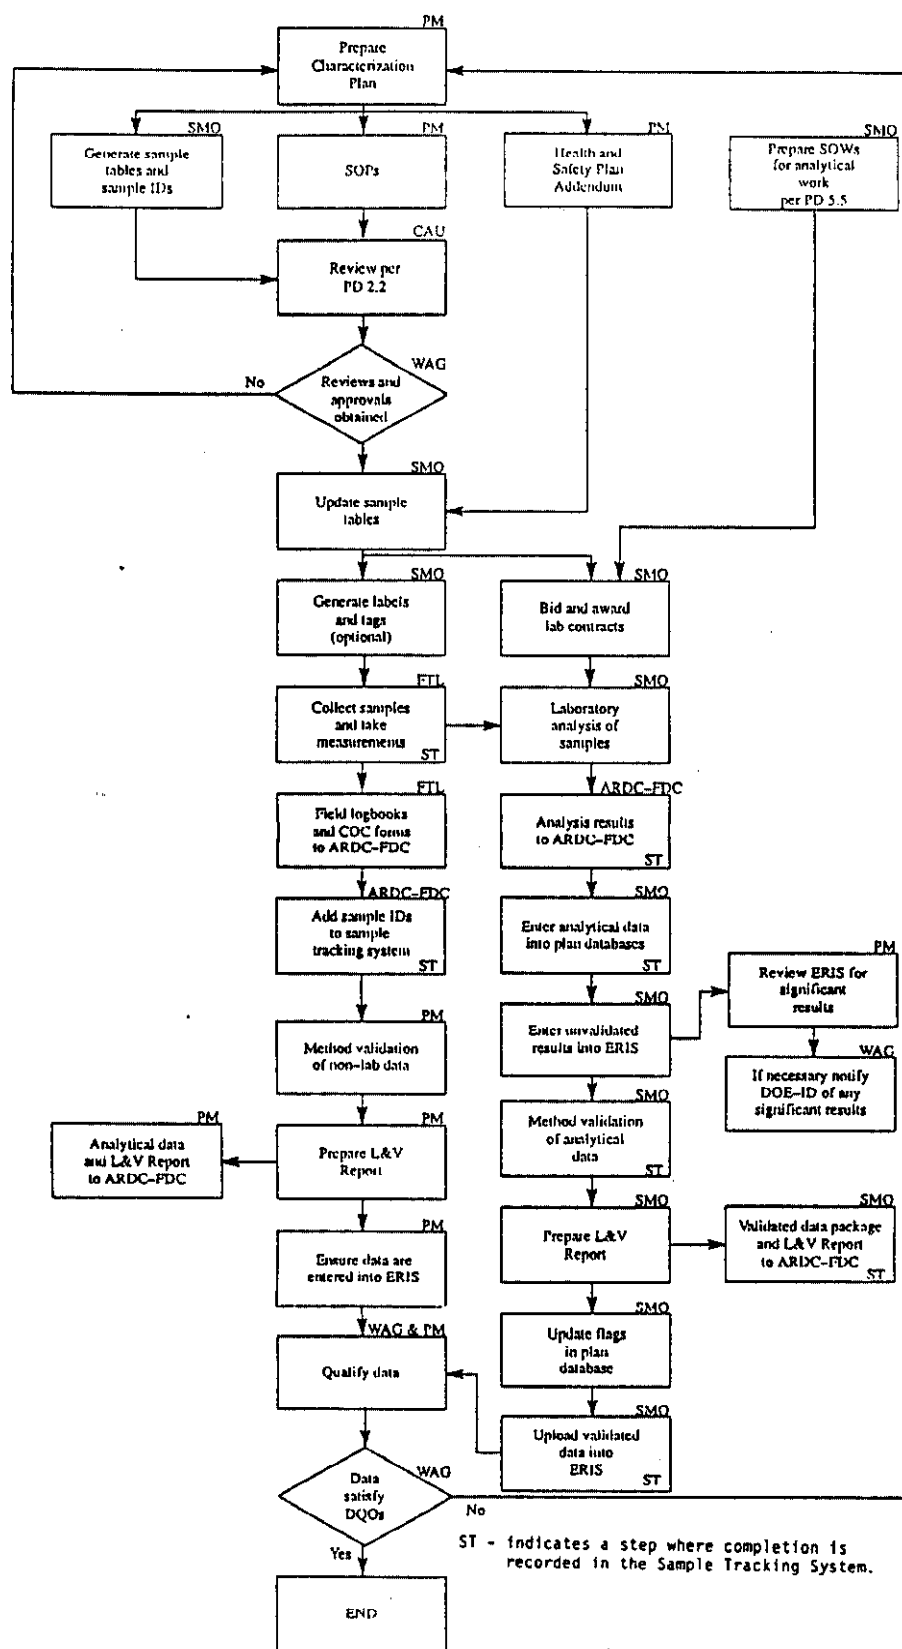 PM
Prepare
Characterization
Plan
SMO
Generate sample
tables and
sample IDs
PM
SOPs
PM
Health and
Safety Plan
Addendum
SMO
Prepare SOWs
for analytical
work
per PD 5.5
CAU
Review per
PD 2.2
WAG
No
Reviews and
approvals
obtained
SMO
Update sample
tables
SMO
Generate labels
and tags
(optional)
SMO
Bid and award
lab contracts
FTL
Collect samples
and take
measurements
ST
SMO
Laboratory
analysis of
samples
FTL
Field logbooks
and COC forms
to ARDC-FDC
ARDC-FDC
Analysis results
to ARDC-FDC
ST
ARDC-FDC
Add sample IDs
to sample
tracking system
ST
SMO
Enter analytical data
into plan databases
ST
PM
Method validation
of non-lab data
SMO
Enter unvalidated
results into ERIS
PM
Review ERIS for
significant
results
WAG
If necessary notify
DOE-ID of any
significant results
SMO
Method validation
of analytical
data
ST
PM
Analytical data
and L&V Report
to ARDC-FDC
PM
Prepare L&V
Report
SMO
Prepare L&V
Report
SMO
Validated data package
and L&V Report
to ARDC-FDC
ST
PM
Ensure data are
entered into ERIS
SMO
Update flags
in plan
database
WAG & PM
Qualify data
SMO
Upload validated
data into
ERIS
ST
WAG
Data
satisfy
DQOs
No
Yes
ST - indicates a step where completion is
recorded in the Sample Tracking System.
END